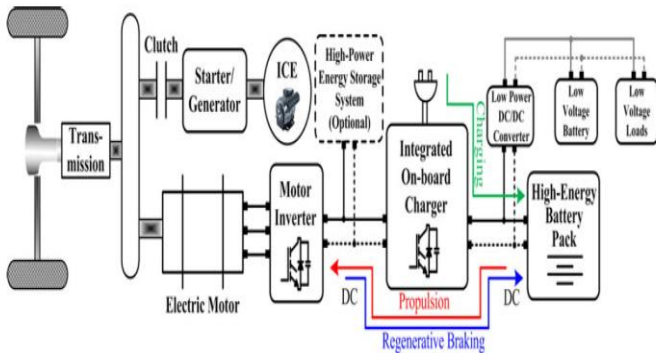 Clutch
Starter/
Generator
ICE
High-Power
Energy Storage
System
(Optional)
Charging
Low Power
DC/DC
Converter
Low
Voltage
Battery
Low
Voltage
Loads
Trans-
mission
Motor
Inverter
Integrated
On-board
Charger
High-Energy
Battery
Pack
Electric Motor
DC
Propulsion
DC
Regenerative Braking